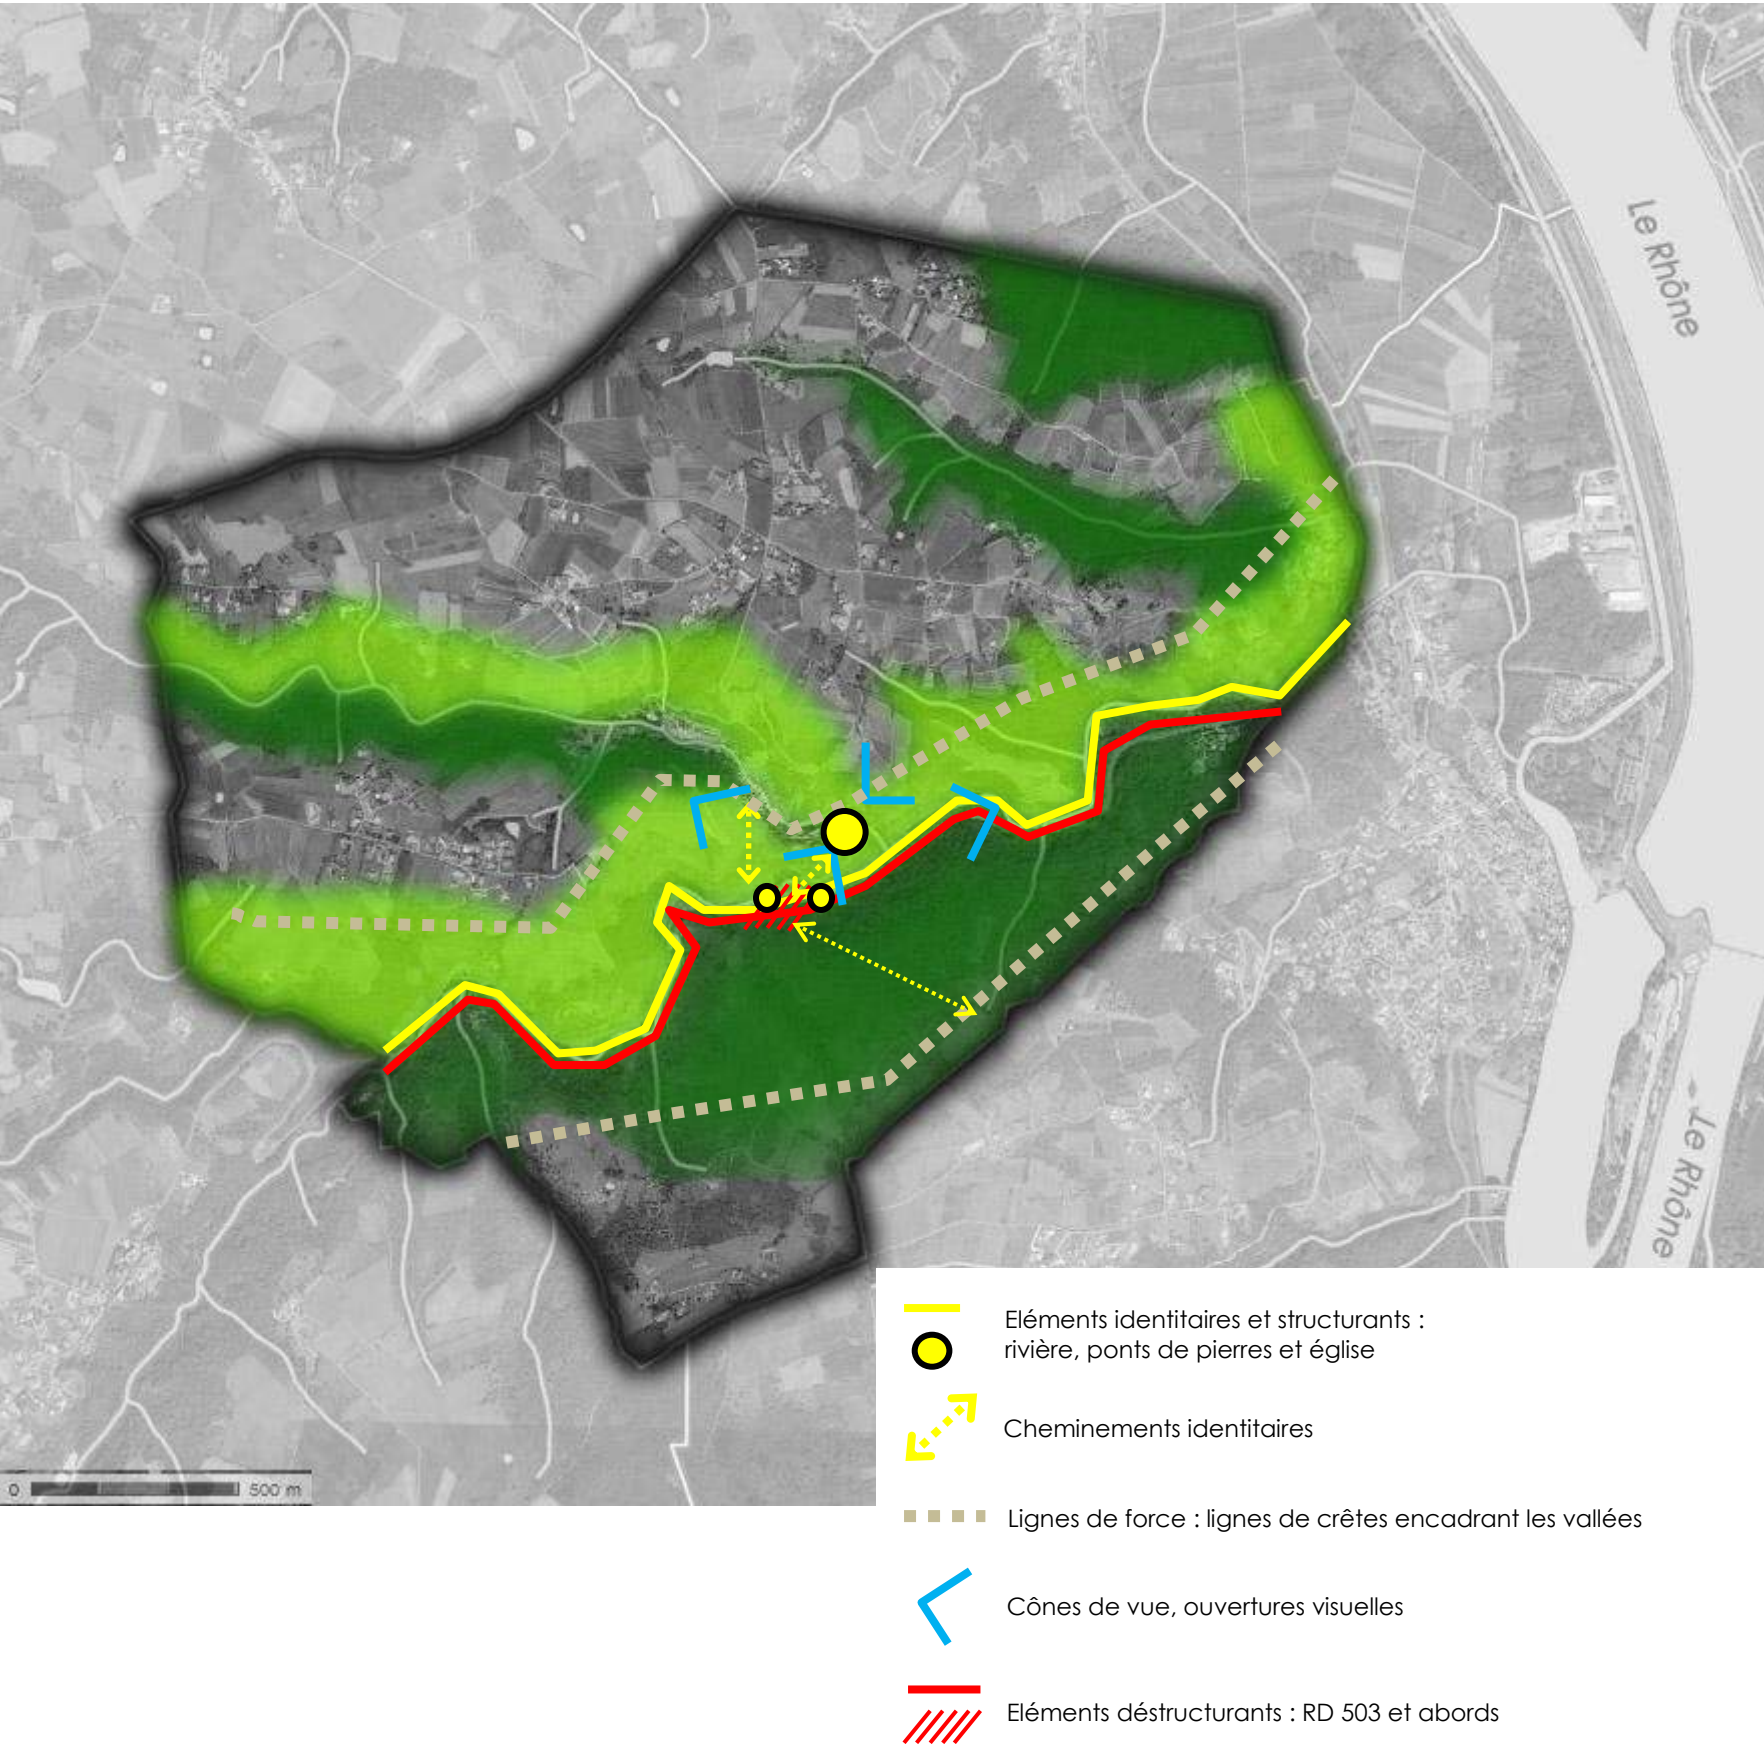 Le Rhône
Le Rhône
0 500 m
Eléments identitaires et structurants :
rivière, ponts de pierres et église
Cheminements identitaires
Lignes de force : lignes de crêtes encadrant les vallées
Cônes de vue, ouvertures visuelles
Eléments déstructurants : RD 503 et abords